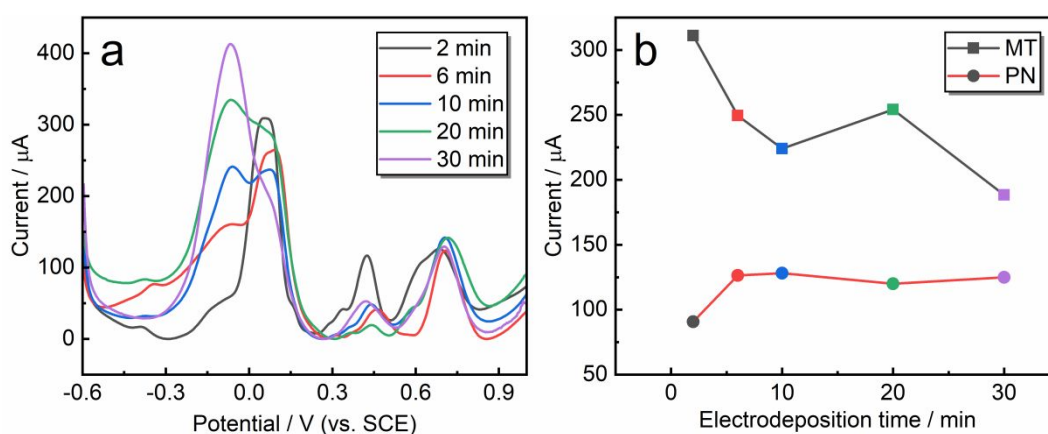 a
2 min
6 min
10 min
20 min
30 min
400
300
200
100
0
Current / μA
-0.6
-0.3
0.0
0.3
0.6
0.9
Potential / V (vs. SCE)
b
MT
PN
300
250
200
150
100
50
Current / μA
0
10
20
30
Electrodeposition time / min